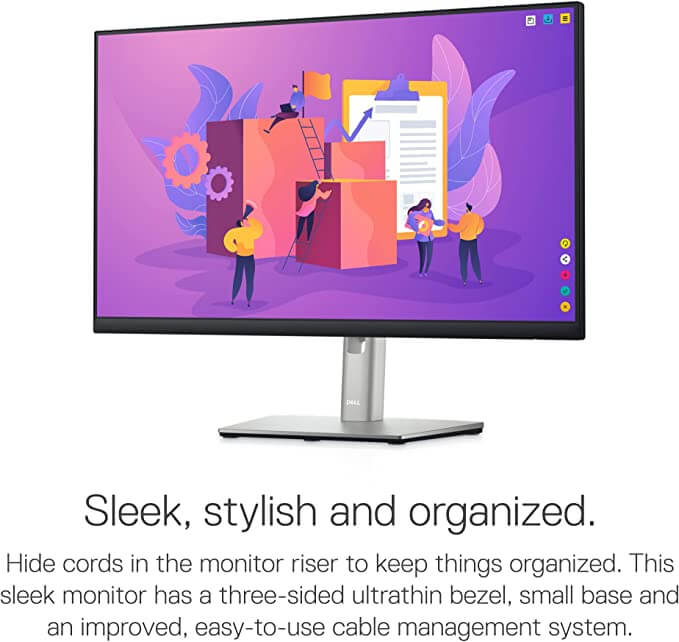 DELL
Sleek, stylish and organized.
Hide cords in the monitor riser to keep things organized. This
sleek monitor has a three-sided ultrathin bezel, small base and
an improved, easy-to-use cable management system.